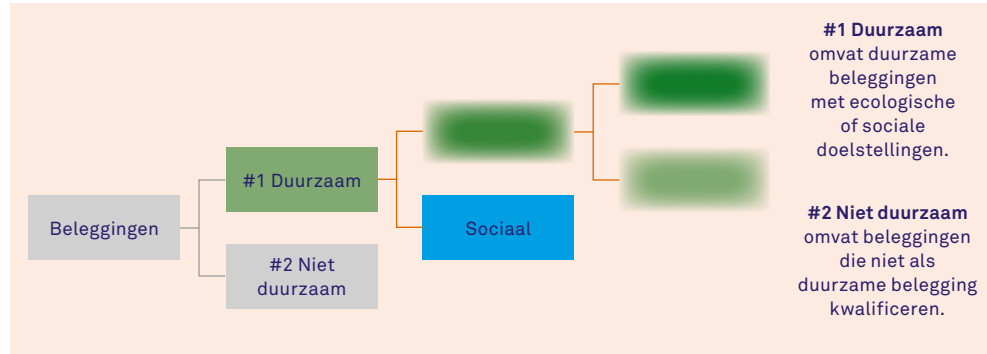 Beleggingen
#1 Duurzaam
#2 Niet
duurzaam
Sociaal
#1 Duurzaam
omvat duurzame
beleggingen
met ecologische
of sociale
doelstellingen.
#2 Niet duurzaam
omvat beleggingen
die niet als
duurzame belegging
kwalificeren.